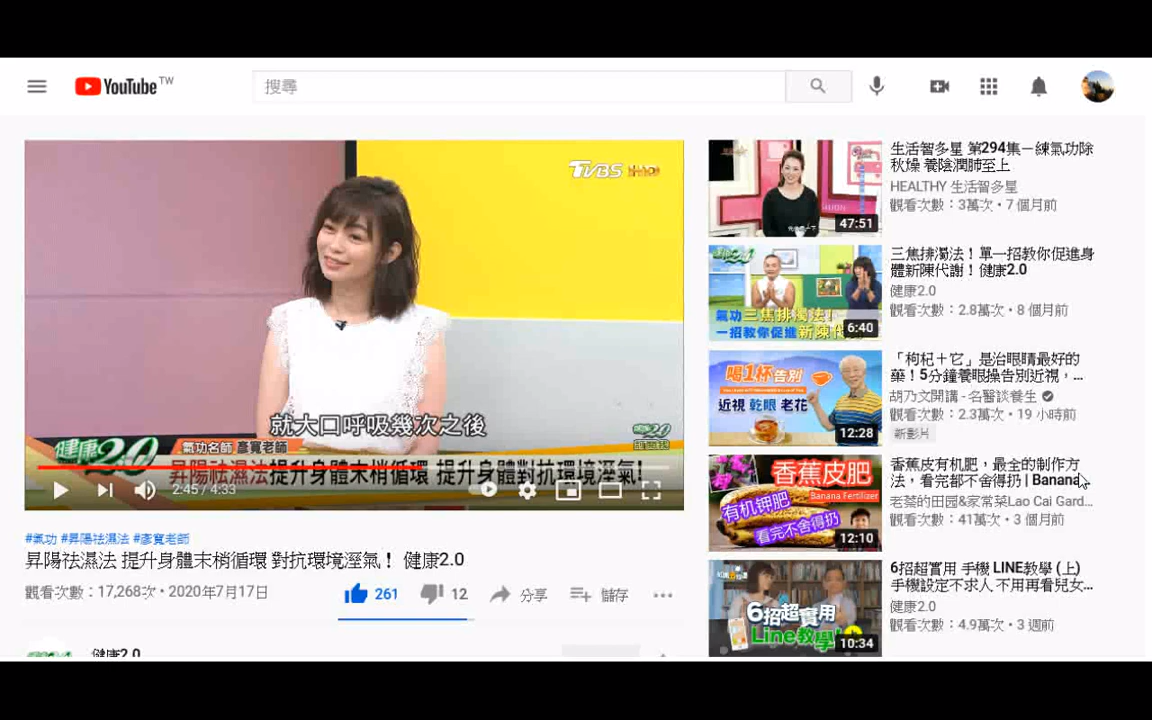 YouTube TW
搜尋
TVBS
就大口呼吸幾次之後
健康2.0
氣功名師 彥寬老師
昇陽祛濕法提升身體末梢循環 提升身體對抗環境溼氣!
2:45 / 4:33
#氣功 #昇陽祛濕法 #彥寬老師
昇陽祛濕法 提升身體末梢循環 對抗環境溼氣! 健康2.0
觀看次數:17,268次 • 2020年7月17日
261
12
分享
儲存
健康2.0
47:51
生活智多星 第294集－練氣功除
秋燥 養陰潤肺至上
HEALTHY 生活智多星
觀看次數:3萬次 • 7 個月前
氣功三焦排濁法!
一招教你促進新陳代謝
6:40
三焦排濁法!單一招教你促進身
體新陳代謝!健康2.0
健康2.0
觀看次數:2.8萬次 • 8 個月前
喝1杯告別
近視 乾眼 老花
12:28
「枸杞＋它」是治眼睛最好的
藥!5分鐘養眼操告別近視，...
胡乃文開講 - 名醫談養生
觀看次數:2.3萬次 • 19 小時前
新影片
香蕉皮肥
Banana Fertilizer
有机钾肥
看完不舍得扔
12:10
香蕉皮有机肥，最全的制作方
法，看完都不舍得扔 | Banana...
老荽的田园&家常菜Lao Cai Gard...
觀看次數:41萬次 • 3 個月前
6招超實用
Line教學
10:34
6招超實用 手機 LINE教學 (上)
手機設定不求人 不用再看兒女...
健康2.0
觀看次數:4.9萬次 • 3 週前